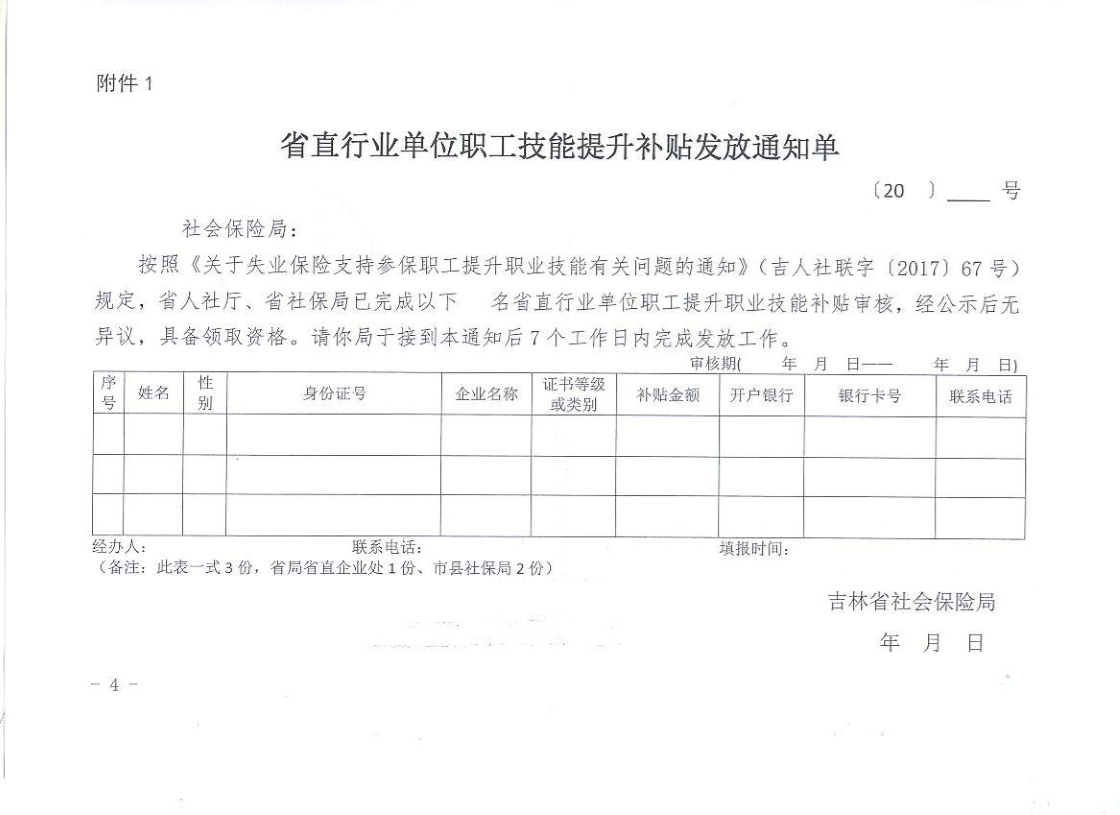 附件 1
省直行业单位职工技能提升补贴发放通知单
〔20 〕____ 号
社会保险局：
按照《关于失业保险支持参保职工提升职业技能有关问题的通知》（吉人社联字〔2017〕67 号）
规定，省人社厅、省社保局已完成以下 名省直行业单位职工提升职业技能补贴审核，经公示后无
异议，具备领取资格。请你局于接到本通知后 7 个工作日内完成发放工作。
审核期( 年 月 日—— 年 月 日)
序号 姓名 性别 身份证号 企业名称 证书等级或类别 补贴金额 开户银行 银行卡号 联系电话
经办人： 联系电话： 填报时间：
（备注：此表一式 3 份，省局省直企业处 1 份、市县社保局 2 份）
吉林省社会保险局
年 月 日
- 4 -